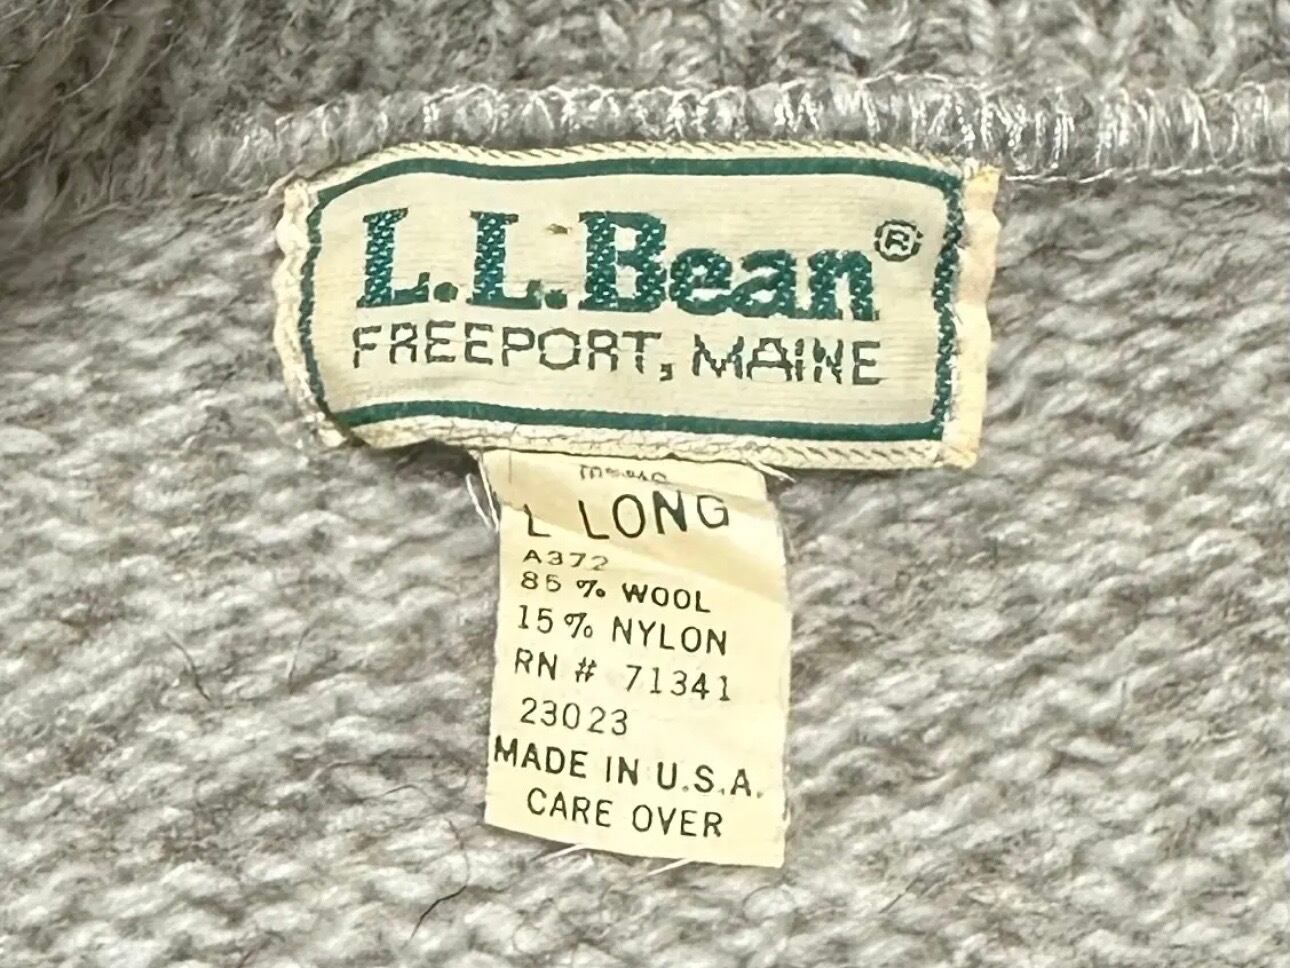 L.L.Bean®
FREEPORT, MAINE
L LONG
A372
85 % WOOL
15 % NYLON
RN # 71341
23023
MADE IN U.S.A.
CARE OVER